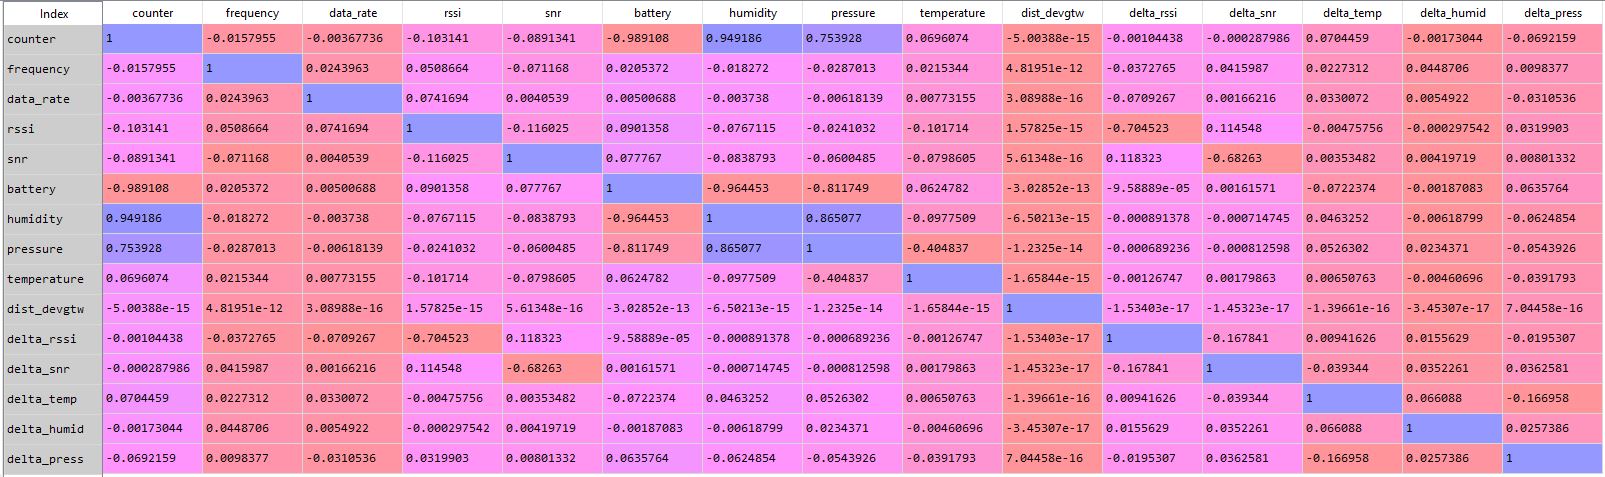 Index counter frequency data_rate rssi snr battery humidity pressure temperature dist_devgtw delta_rssi delta_snr delta_temp delta_humid delta_press
counter 1 -0.0157955 -0.00367736 -0.103141 -0.0891341 -0.989108 0.949186 0.753928 0.0696074 -5.00388e-15 -0.00104438 -0.000287986 0.0704459 -0.00173044 -0.0692159
frequency -0.0157955 1 0.0243963 0.0508664 -0.071168 0.0205372 -0.018272 -0.0287013 0.0215344 4.81951e-12 -0.0372765 0.0415987 0.0227312 0.0448706 0.0098377
data_rate -0.00367736 0.0243963 1 0.0741694 0.0040539 0.00500688 -0.003738 -0.00618139 0.00773155 3.08988e-16 -0.0709267 0.00166216 0.0330072 0.0054922 -0.0310536
rssi -0.103141 0.0508664 0.0741694 1 -0.116025 0.0901358 -0.0767115 -0.0241032 -0.101714 1.57825e-15 -0.704523 0.114548 -0.00475756 -0.000297542 0.0319903
snr -0.0891341 -0.071168 0.0040539 -0.116025 1 0.077767 -0.0838793 -0.0600485 -0.0798605 5.61348e-16 0.118323 -0.68263 0.00353482 0.00419719 0.00801332
battery -0.989108 0.0205372 0.00500688 0.0901358 0.077767 1 -0.964453 -0.811749 0.0624782 -3.02852e-13 -9.58889e-05 0.00161571 -0.0722374 -0.00187083 0.0635764
humidity 0.949186 -0.018272 -0.003738 -0.0767115 -0.0838793 -0.964453 1 0.865077 -0.0977509 -6.50213e-15 -0.000891378 -0.000714745 0.0463252 -0.00618799 -0.0624854
pressure 0.753928 -0.0287013 -0.00618139 -0.0241032 -0.0600485 -0.811749 0.865077 1 -0.404837 -1.2325e-14 -0.000689236 -0.000812598 0.0526302 0.0234371 -0.0543926
temperature 0.0696074 0.0215344 0.00773155 -0.101714 -0.0798605 0.0624782 -0.0977509 -0.404837 1 -1.65844e-15 -0.00126747 0.00179863 0.00650763 -0.00460696 -0.0391793
dist_devgtw -5.00388e-15 4.81951e-12 3.08988e-16 1.57825e-15 5.61348e-16 -3.02852e-13 -6.50213e-15 -1.2325e-14 -1.65844e-15 1 -1.53403e-17 -1.45323e-17 -1.39661e-16 -3.45307e-17 7.04458e-16
delta_rssi -0.00104438 -0.0372765 -0.0709267 -0.704523 0.118323 -9.58889e-05 -0.000891378 -0.000689236 -0.00126747 -1.53403e-17 1 -0.167841 0.00941626 0.0155629 -0.0195307
delta_snr -0.000287986 0.0415987 0.00166216 0.114548 -0.68263 0.00161571 -0.000714745 -0.000812598 0.00179863 -1.45323e-17 -0.167841 1 -0.039344 0.0352261 0.0362581
delta_temp 0.0704459 0.0227312 0.0330072 -0.00475756 0.00353482 -0.0722374 0.0463252 0.0526302 0.00650763 -1.39661e-16 0.00941626 -0.039344 1 0.066088 -0.166958
delta_humid -0.00173044 0.0448706 0.0054922 -0.000297542 0.00419719 -0.00187083 -0.00618799 0.0234371 -0.00460696 -3.45307e-17 0.0155629 0.0352261 0.066088 1 0.0257386
delta_press -0.0692159 0.0098377 -0.0310536 0.0319903 0.00801332 0.0635764 -0.0624854 -0.0543926 -0.0391793 7.04458e-16 -0.0195307 0.0362581 -0.166958 0.0257386 1